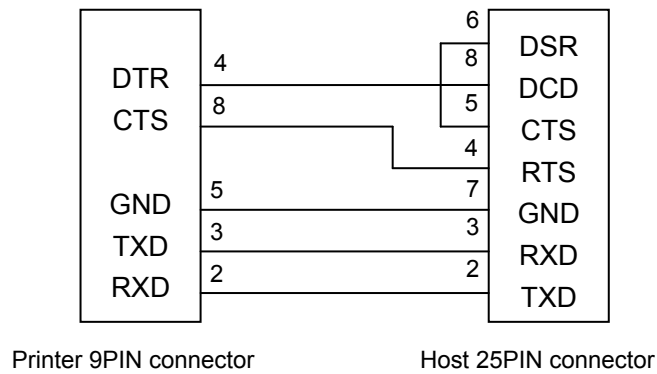 6
DSR
DTR
4
8
DCD
CTS
8
5
CTS
4
RTS
GND
5
7
GND
TXD
3
3
RXD
RXD
2
2
TXD
Printer 9PIN connector
Host 25PIN connector